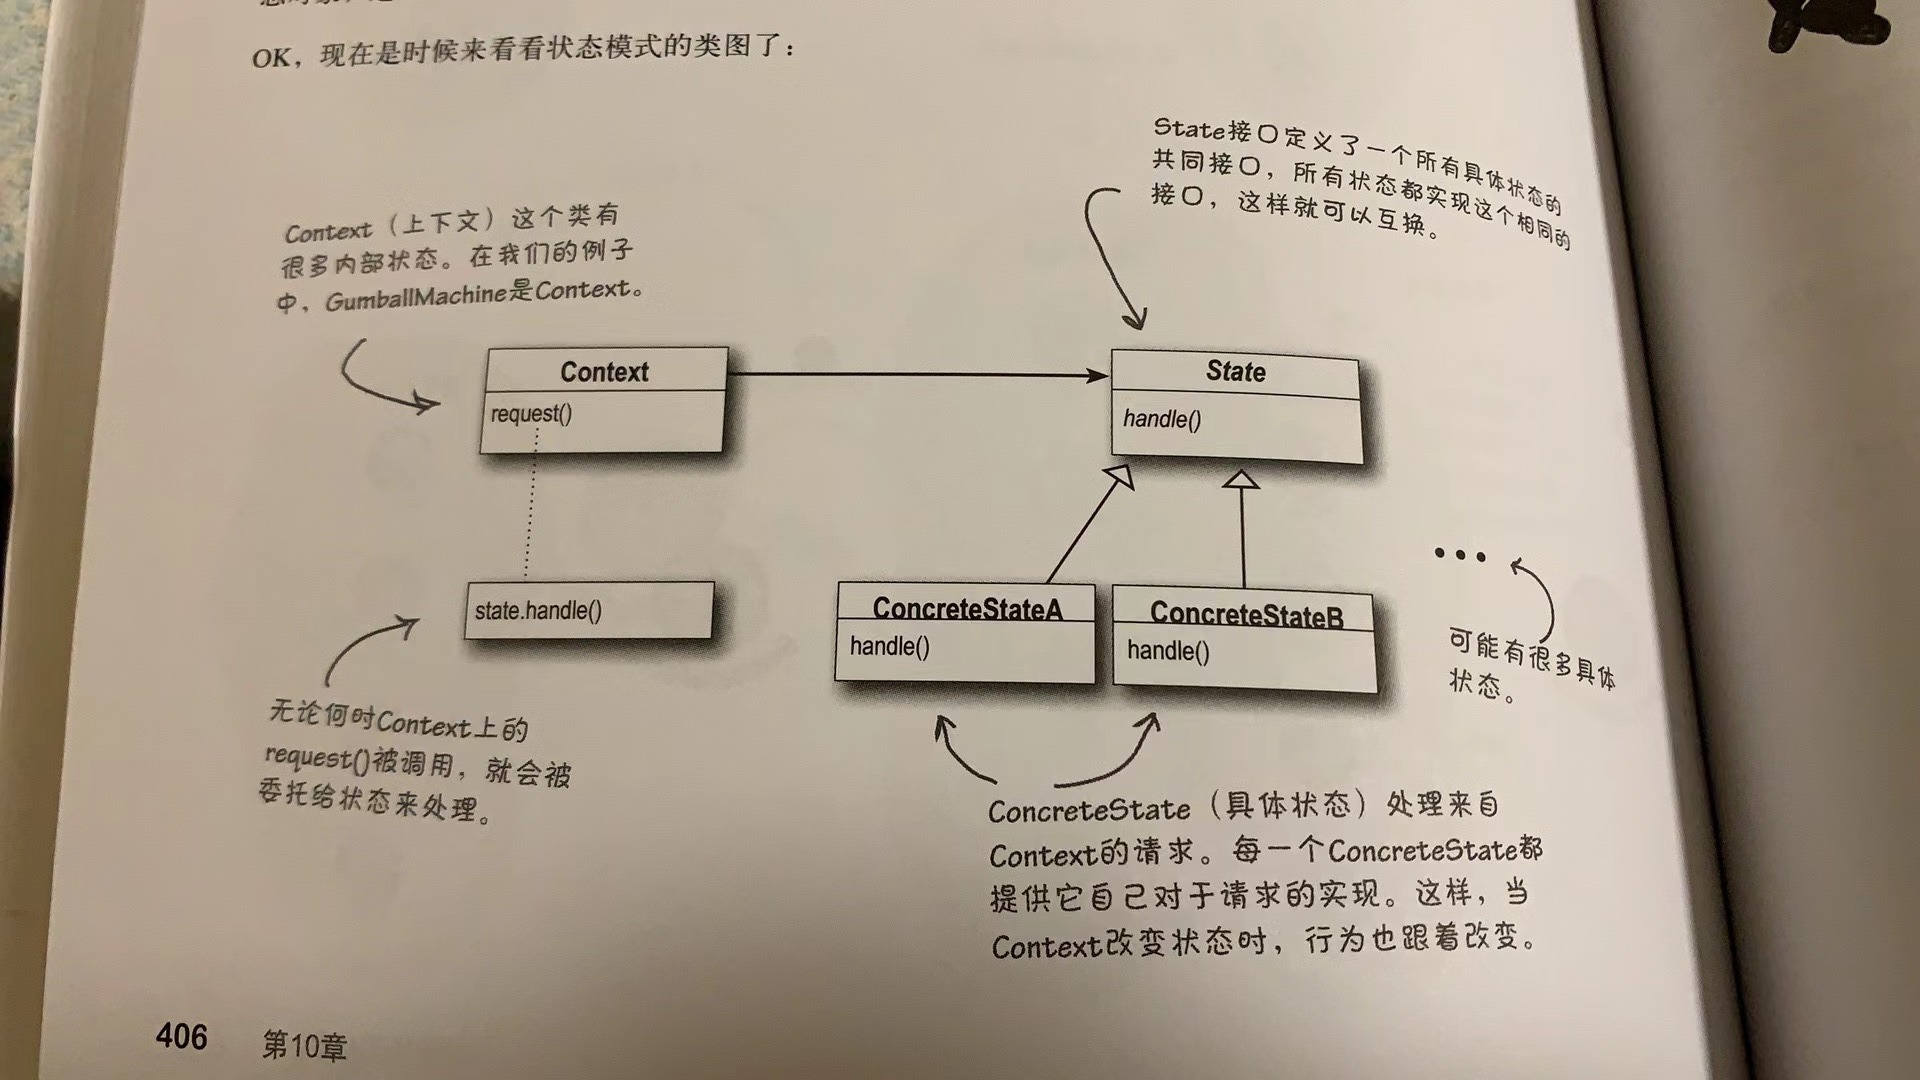 OK，现在是时候来看看状态模式的类图了：
State接口定义了一个所有具体状态的
共同接口，所有状态都实现这个相同的
接口，这样就可以互换。
Context（上下文）这个类有
很多内部状态。在我们的例子
中，GumballMachine是Context。
Context
request()
State
handle()
state.handle()
ConcreteStateA
handle()
ConcreteStateB
handle()
可能有很多具体
状态。
无论何时Context上的
request()被调用，就会被
委托给状态来处理。
ConcreteState（具体状态）处理来自
Context的请求。每一个ConcreteState都
提供它自己对于请求的实现。这样，当
Context改变状态时，行为也跟着改变。
406 第10章